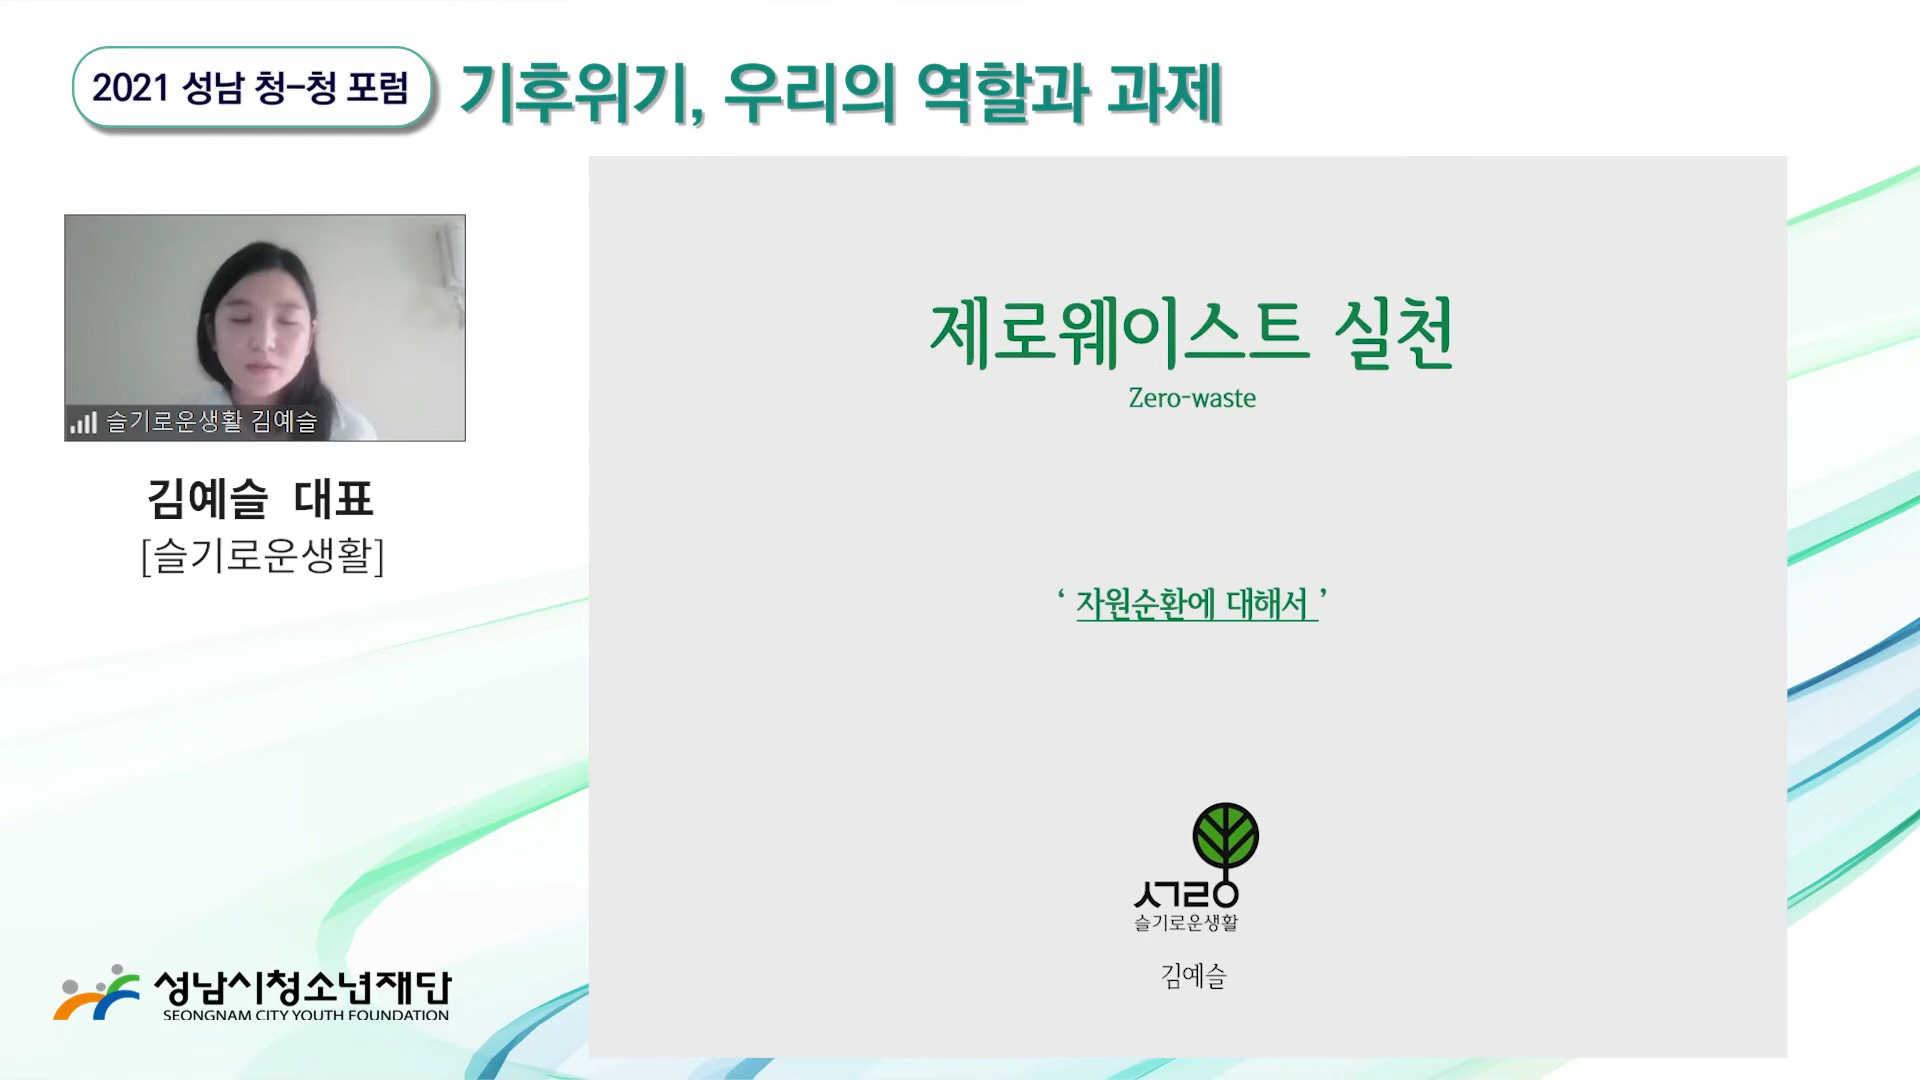 2021 성남 청-청 포럼
기후위기, 우리의 역할과 과제
슬기로운생활 김예슬
김예슬 대표
[슬기로운생활]
제로웨이스트 실천
Zero-waste
‘ 자원순환에 대해서 ’
ㅅㄱㄹㅇ
슬기로운생활
김예슬
성남시청소년재단
SEONGNAM CITY YOUTH FOUNDATION